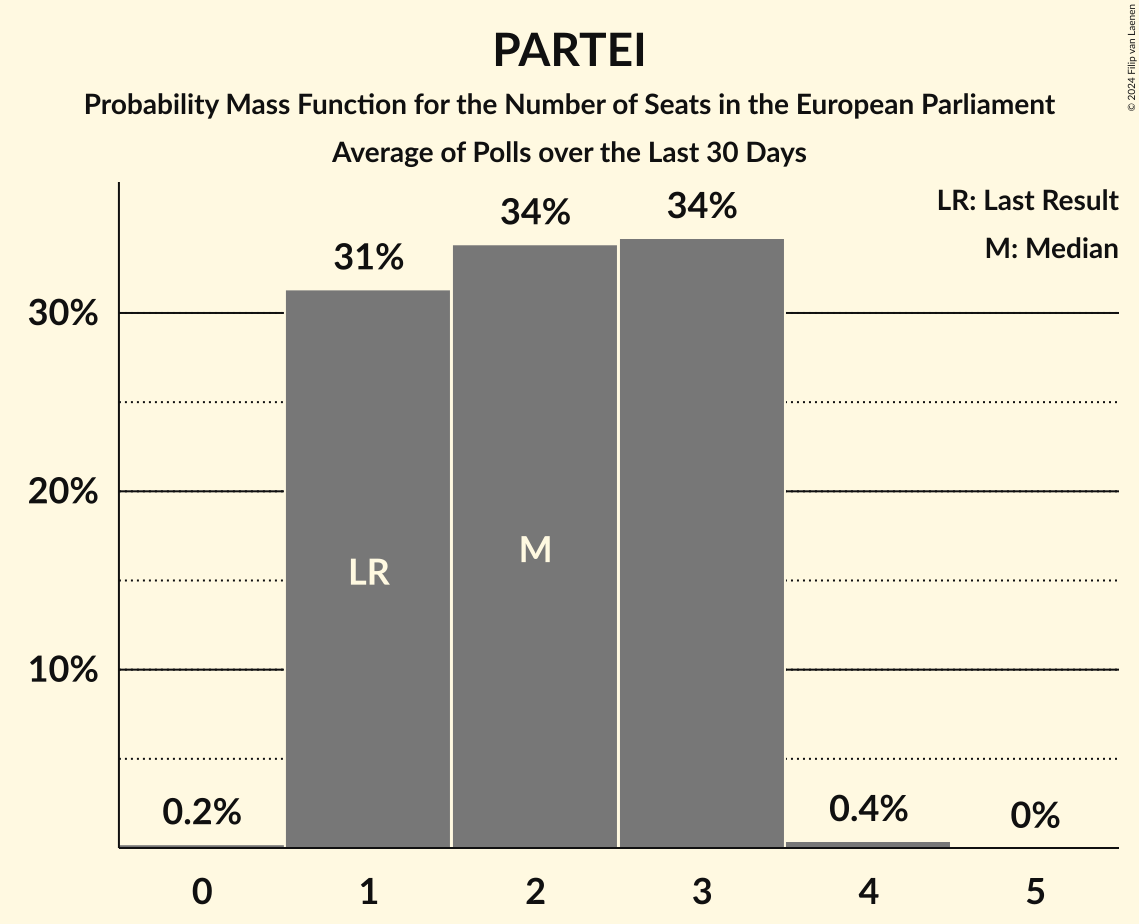 PARTEI
Probability Mass Function for the Number of Seats in the European Parliament
Average of Polls over the Last 30 Days
© 2024 Filip van Laenen
LR: Last Result
M: Median
34%
34%
31%
30%
20%
LR
M
10%
0.2%
0.4%
0%
0
1
2
3
4
5